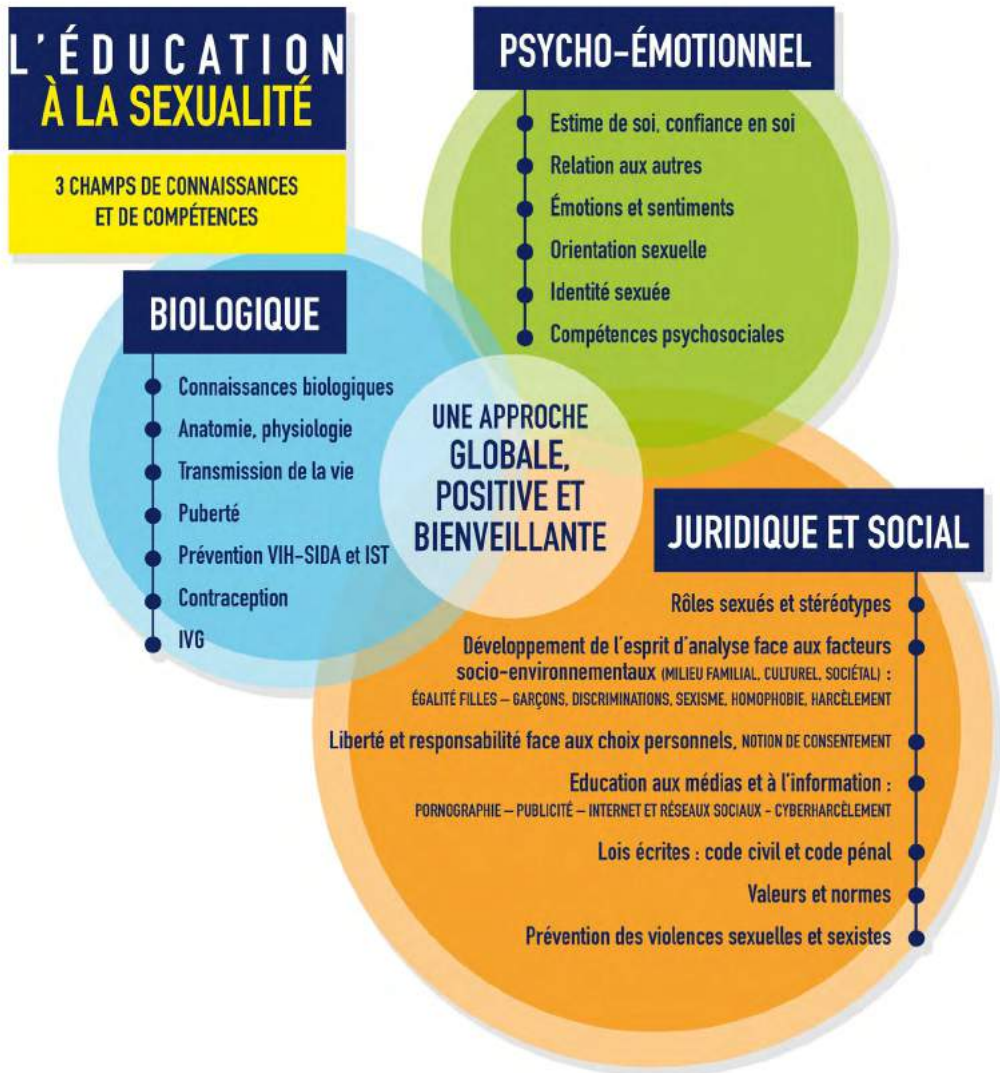 L'ÉDUCATION
À LA SEXUALITÉ
3 CHAMPS DE CONNAISSANCES
ET DE COMPÉTENCES
PSYCHO-ÉMOTIONNEL
Estime de soi, confiance en soi
Relation aux autres
Émotions et sentiments
Orientation sexuelle
Identité sexuée
Compétences psychosociales
BIOLOGIQUE
Connaissances biologiques
Anatomie, physiologie
Transmission de la vie
Puberté
Prévention VIH-SIDA et IST
Contraception
IVG
UNE APPROCHE
GLOBALE,
POSITIVE ET
BIENVEILLANTE
JURIDIQUE ET SOCIAL
Rôles sexués et stéréotypes
Développement de l'esprit d'analyse face aux facteurs
socio-environnementaux (MILIEU FAMILIAL, CULTUREL, SOCIÉTAL) :
ÉGALITÉ FILLES – GARÇONS, DISCRIMINATIONS, SEXISME, HOMOPHOBIE, HARCÈLEMENT
Liberté et responsabilité face aux choix personnels, NOTION DE CONSENTEMENT
Education aux médias et à l'information :
PORNOGRAPHIE – PUBLICITÉ – INTERNET ET RÉSEAUX SOCIAUX - CYBERHARCÈLEMENT
Lois écrites : code civil et code pénal
Valeurs et normes
Prévention des violences sexuelles et sexistes